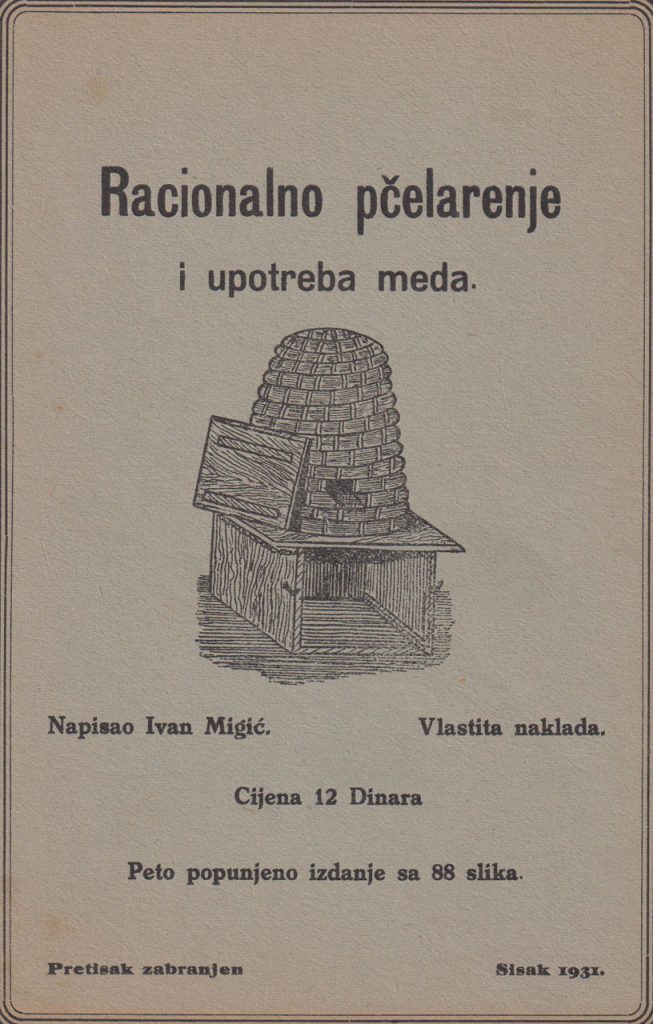 Racionalno pčelarenje
i upotreba meda.
Napisao Ivan Migić. Vlastita naklada.
Cijena 12 Dinara
Peto popunjeno izdanje sa 88 slika.
Pretisak zabranjen Sisak 1931.